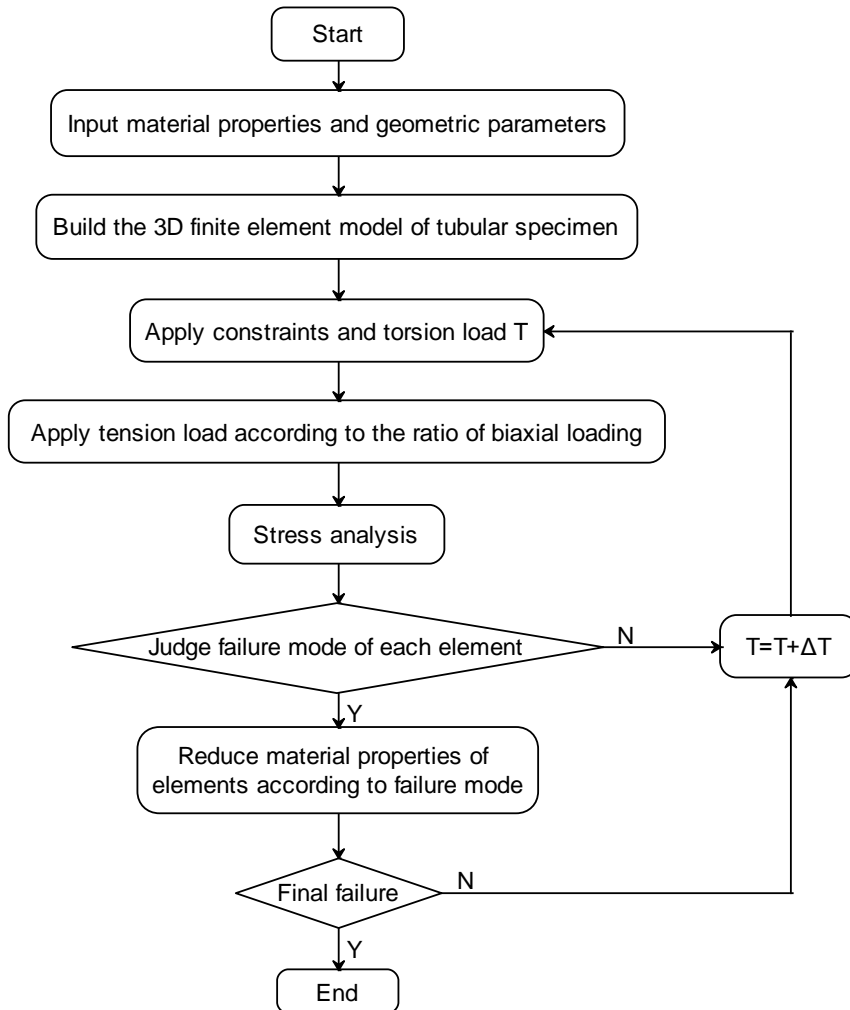 Start
Input material properties and geometric parameters
Build the 3D finite element model of tubular specimen
Apply constraints and torsion load T
Apply tension load according to the ratio of biaxial loading
Stress analysis
Judge failure mode of each element
N
T=T+ΔT
Y
Reduce material properties of
elements according to failure mode
Final failure
N
Y
End